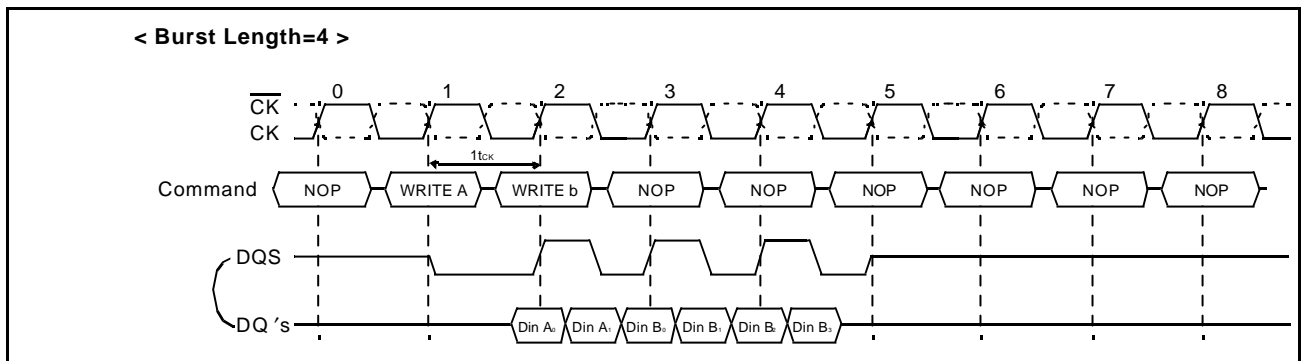 < Burst Length=4 >
0 1 2 3 4 5 6 7 8
CK
CK
1tCK
Command NOP WRITE A WRITE b NOP NOP NOP NOP NOP NOP
DQS
DQ 's Din A0 Din A1 Din B0 Din B1 Din B2 Din B3